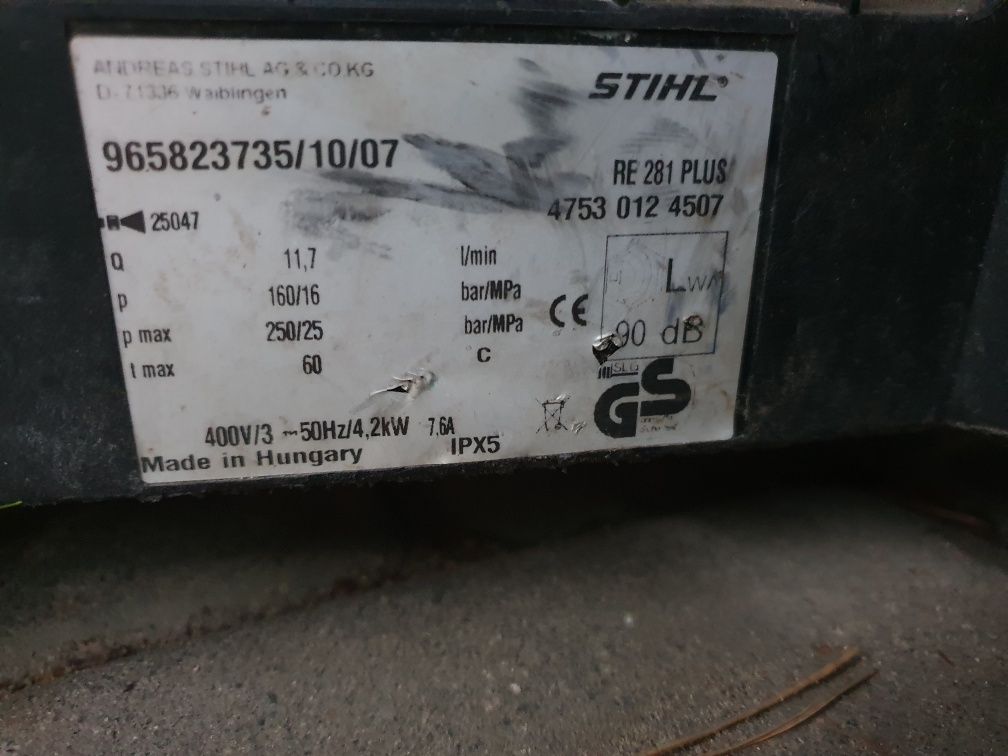 ANDREAS STIHL AG & CO.KG
D-71336 Waiblingen
STIHL®
965823735/10/07
RE 281 PLUS
4753 012 4507
25047
Q 11,7 l/min
p 160/16 bar/MPa
p max 250/25 bar/MPa
t max 60 C
CE
LWA
90 dB
SLG
GS
400V/3 ~50Hz/4,2kW 7,6A
IPX5
Made in Hungary